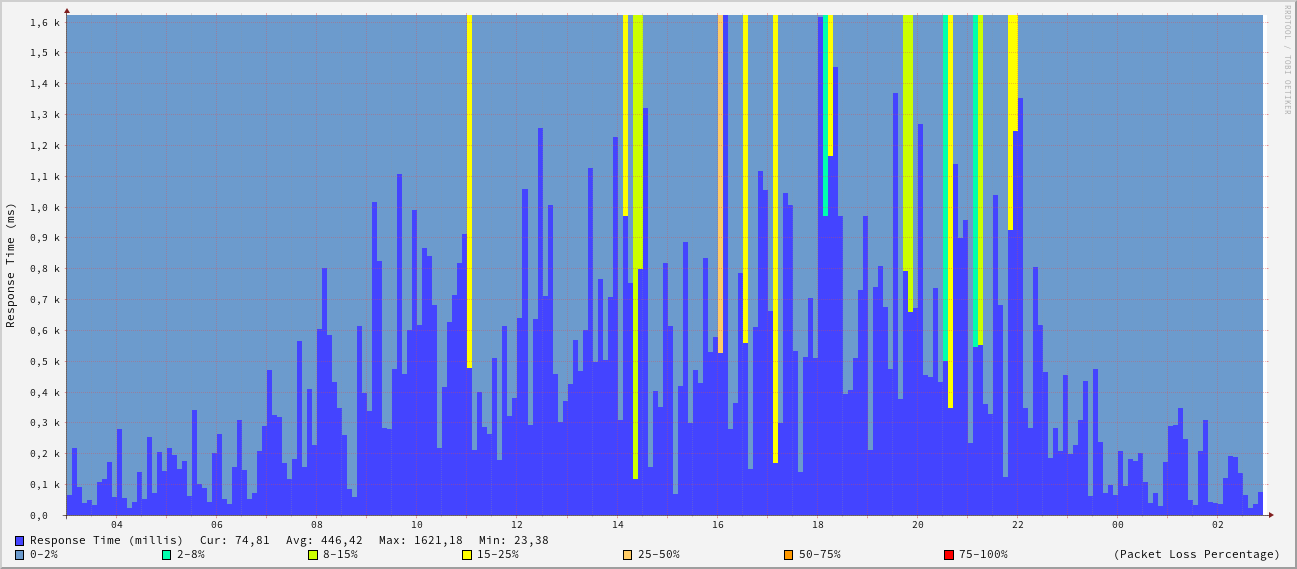 RRDTOOL / TOBI OETIKER
Response Time (ms)
1,6 k
1,5 k
1,4 k
1,3 k
1,2 k
1,1 k
1,0 k
0,9 k
0,8 k
0,7 k
0,6 k
0,5 k
0,4 k
0,3 k
0,2 k
0,1 k
0,0
04 06 08 10 12 14 16 18 20 22 00 02
Response Time (millis) Cur: 74,81 Avg: 446,42 Max: 1621,18 Min: 23,38
0-2% 2-8% 8-15% 15-25% 25-50% 50-75% 75-100% (Packet Loss Percentage)